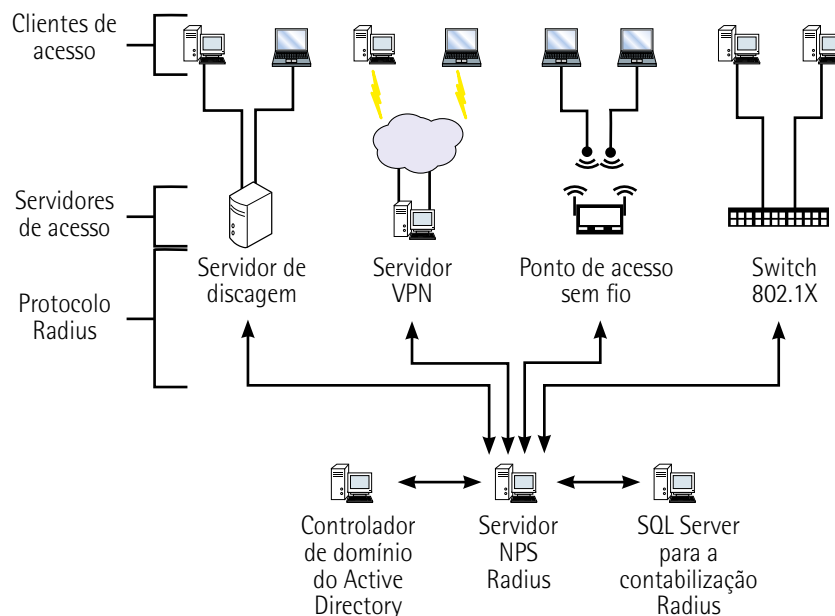 Clientes de
acesso
Servidores
de acesso
Protocolo
Radius
Servidor de
discagem
Servidor
VPN
Ponto de acesso
sem fio
Switch
802.1X
Controlador
de domínio
do Active
Directory
Servidor
NPS
Radius
SQL Server
para a
contabilização
Radius